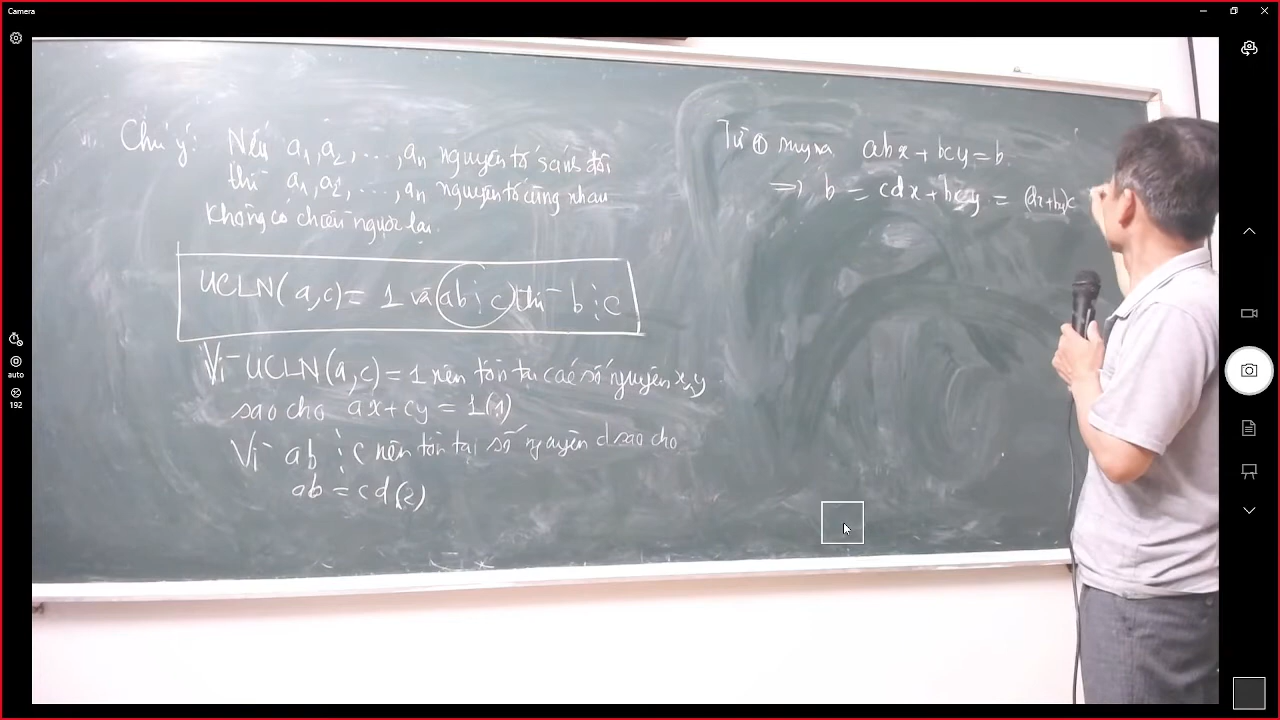 Camera
Chú ý: Nếu a₁, a₂, ..., aₙ nguyên tố sánh đôi
thì a₁, a₂, ..., aₙ nguyên tố cùng nhau
Không có chiều ngược lại.
UCLN(a,c) = 1 và (ab ⋮ c) thì b ⋮ c
Vì UCLN(a,c) = 1 nên tồn tại các số nguyên x,y
sao cho ax + cy = 1 (1)
Vì ab ⋮ c nên tồn tại số nguyên d sao cho
ab = cd (2)
Từ ① suy ra abx + bcy = b.
=> b = cdx + bcy = (dx+by)c
auto
192